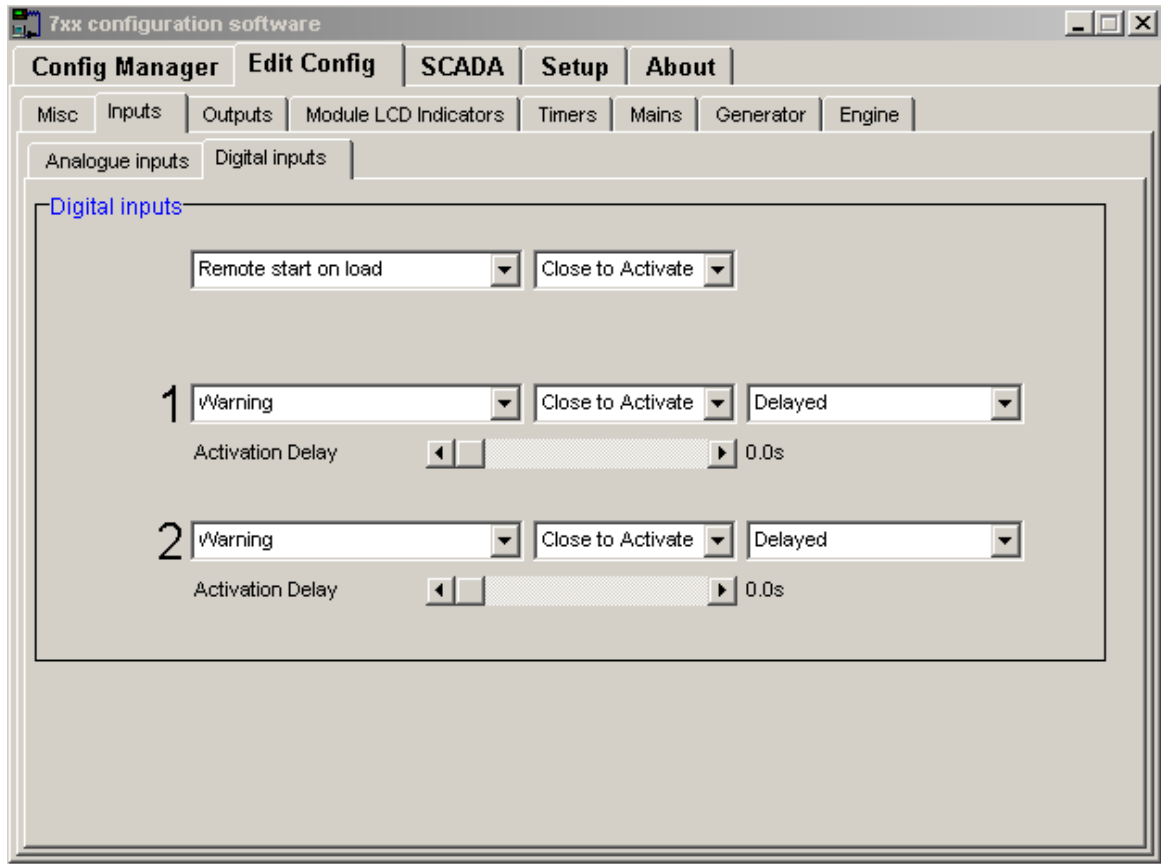 7xx configuration software
Config Manager Edit Config SCADA Setup About
Misc Inputs Outputs Module LCD Indicators Timers Mains Generator Engine
Analogue inputs Digital inputs
Digital inputs
Remote start on load Close to Activate
1 Warning Close to Activate Delayed
Activation Delay 0.0s
2 Warning Close to Activate Delayed
Activation Delay 0.0s